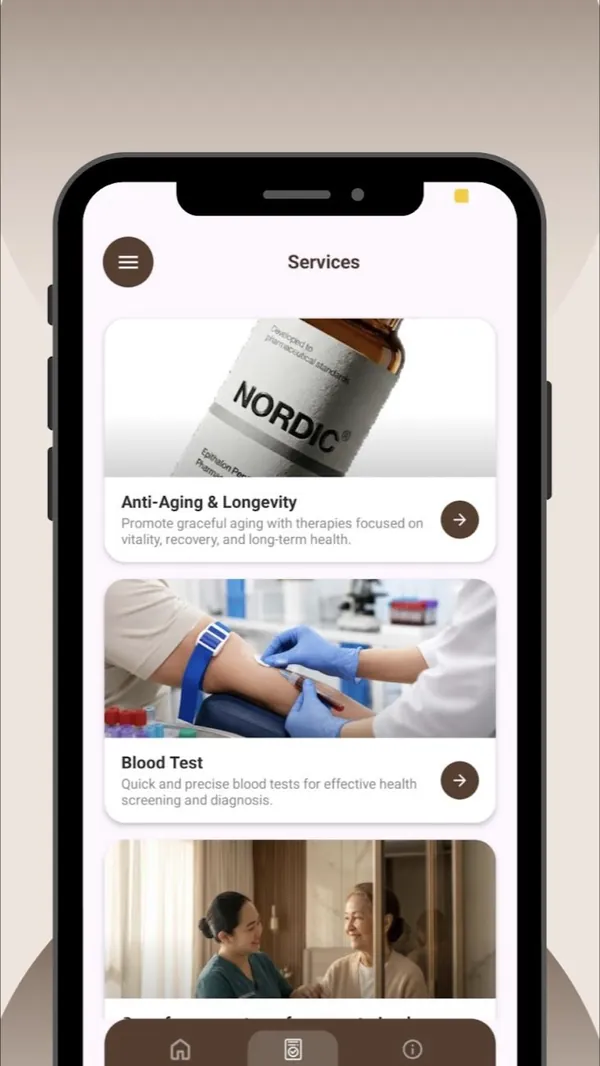 Services
Developed to
pharmaceutical standards
NORDIC®
Epithalon
Anti-Aging & Longevity
Promote graceful aging with therapies focused on
vitality, recovery, and long-term health.
Blood Test
Quick and precise blood tests for effective health
screening and diagnosis.